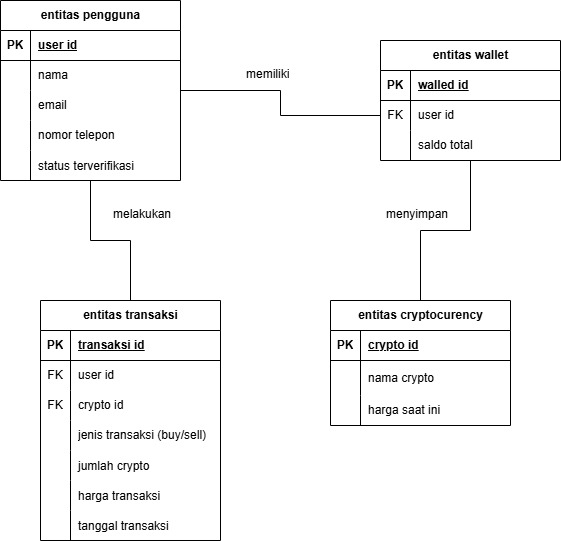 entitas pengguna
PK user id
nama
email
nomor telepon
status terverifikasi
memiliki
entitas wallet
PK walled id
FK user id
saldo total
melakukan
menyimpan
entitas transaksi
PK transaksi id
FK user id
FK crypto id
jenis transaksi (buy/sell)
jumlah crypto
harga transaksi
tanggal transaksi
entitas cryptocurency
PK crypto id
nama crypto
harga saat ini